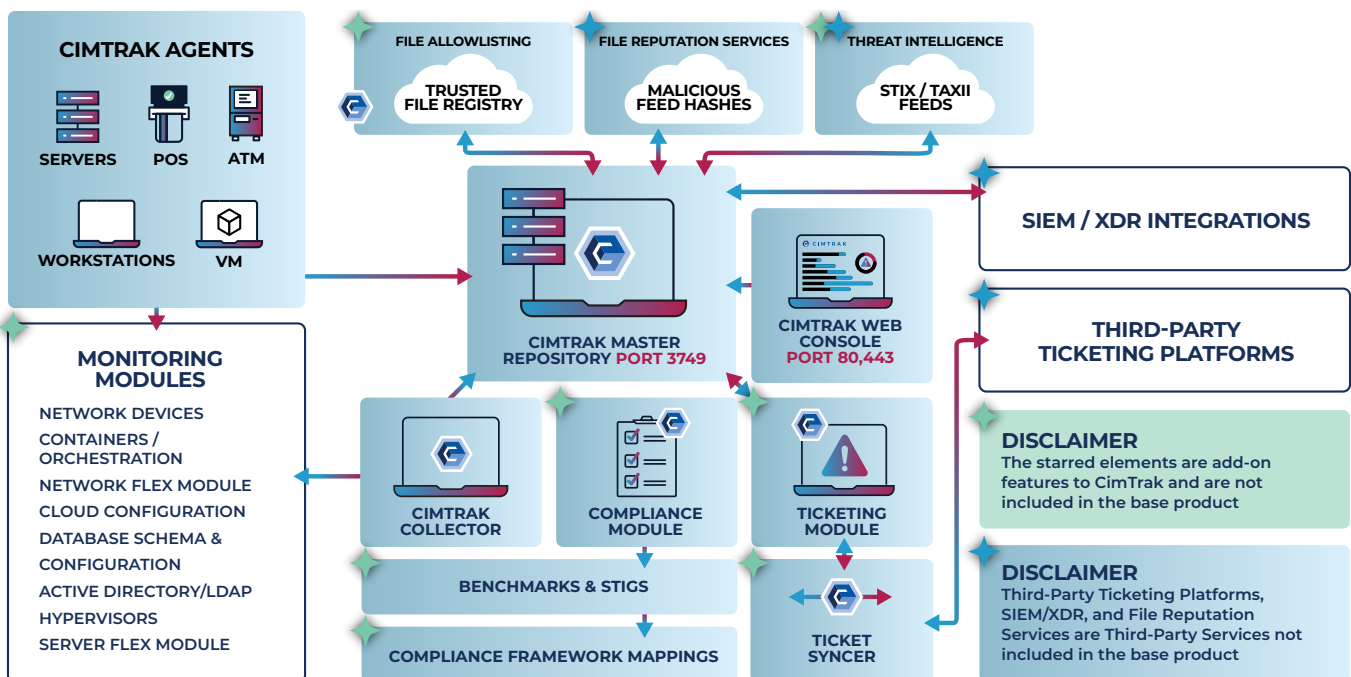 CIMTRAK AGENTS
SERVERS
POS
ATM
WORKSTATIONS
VM
FILE ALLOWLISTING
TRUSTED
FILE REGISTRY
FILE REPUTATION SERVICES
MALICIOUS
FEED HASHES
THREAT INTELLIGENCE
STIX / TAXII
FEEDS
CIMTRAK MASTER
REPOSITORY PORT 3749
CIMTRAK
CIMTRAK WEB
CONSOLE
PORT 80,443
SIEM / XDR INTEGRATIONS
THIRD-PARTY
TICKETING PLATFORMS
MONITORING
MODULES
NETWORK DEVICES
CONTAINERS /
ORCHESTRATION
NETWORK FLEX MODULE
CLOUD CONFIGURATION
DATABASE SCHEMA &
CONFIGURATION
ACTIVE DIRECTORY/LDAP
HYPERVISORS
SERVER FLEX MODULE
CIMTRAK
COLLECTOR
COMPLIANCE
MODULE
TICKETING
MODULE
BENCHMARKS & STIGS
COMPLIANCE FRAMEWORK MAPPINGS
TICKET
SYNCER
DISCLAIMER
The starred elements are add-on
features to CimTrak and are not
included in the base product
DISCLAIMER
Third-Party Ticketing Platforms,
SIEM/XDR, and File Reputation
Services are Third-Party Services not
included in the base product